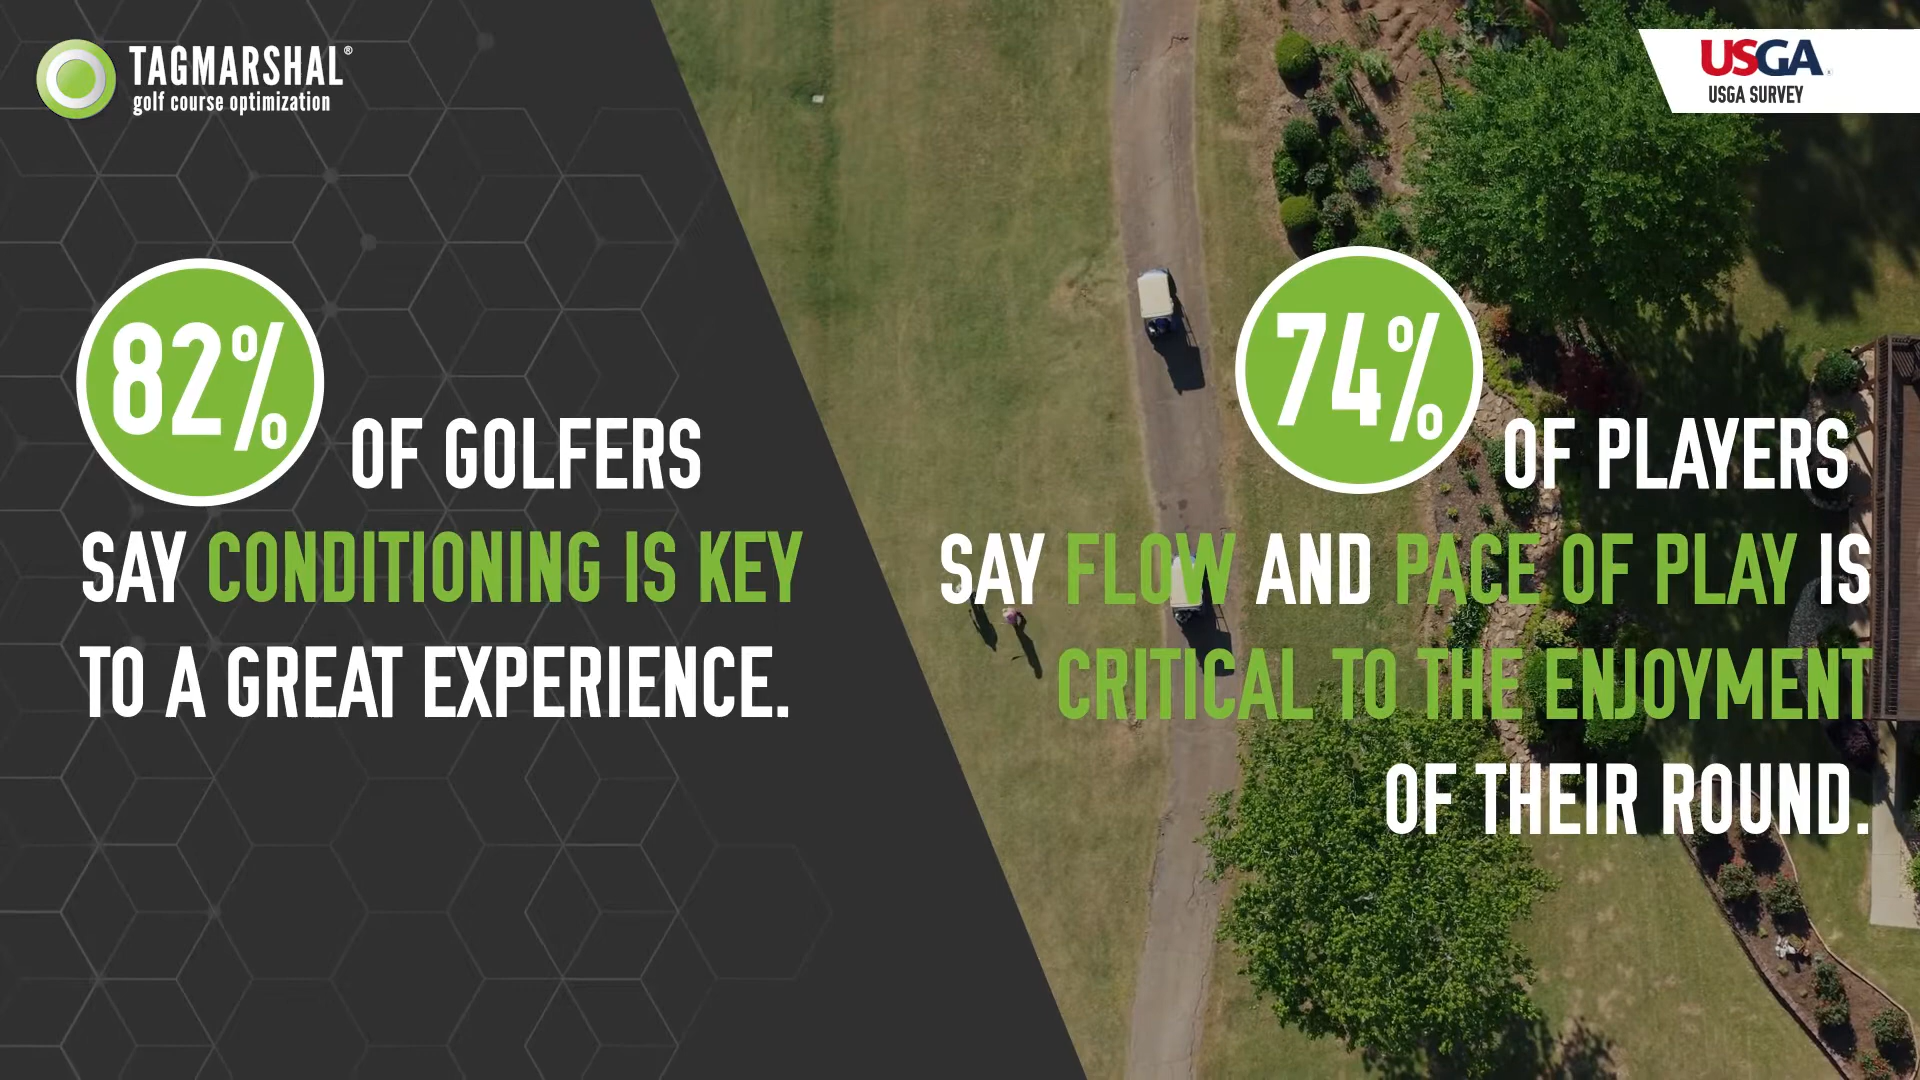 TAGMARSHAL®
golf course optimization
USGA®
USGA SURVEY
82%
OF GOLFERS
SAY CONDITIONING IS KEY
TO A GREAT EXPERIENCE.
74%
OF PLAYERS
SAY FLOW AND PACE OF PLAY IS
CRITICAL TO THE ENJOYMENT
OF THEIR ROUND.